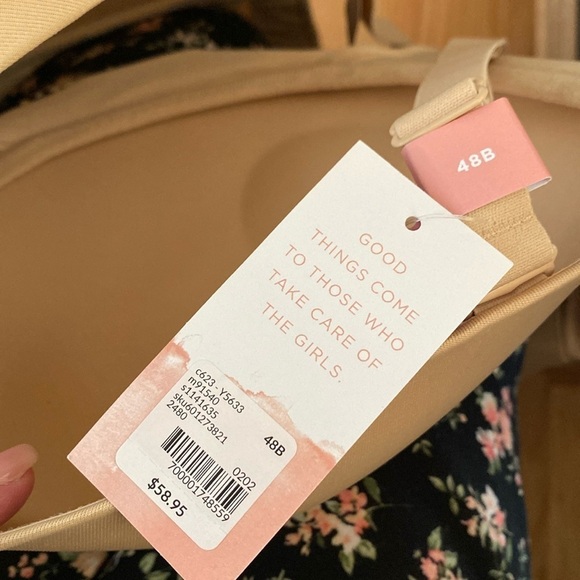 48B
GOOD
THINGS COME
TO THOSE WHO
TAKE CARE OF
THE GIRLS.
c623 - Y5633
m91540
s1141635
sku601273821
2480
48B
0202
700001748559
$58.95